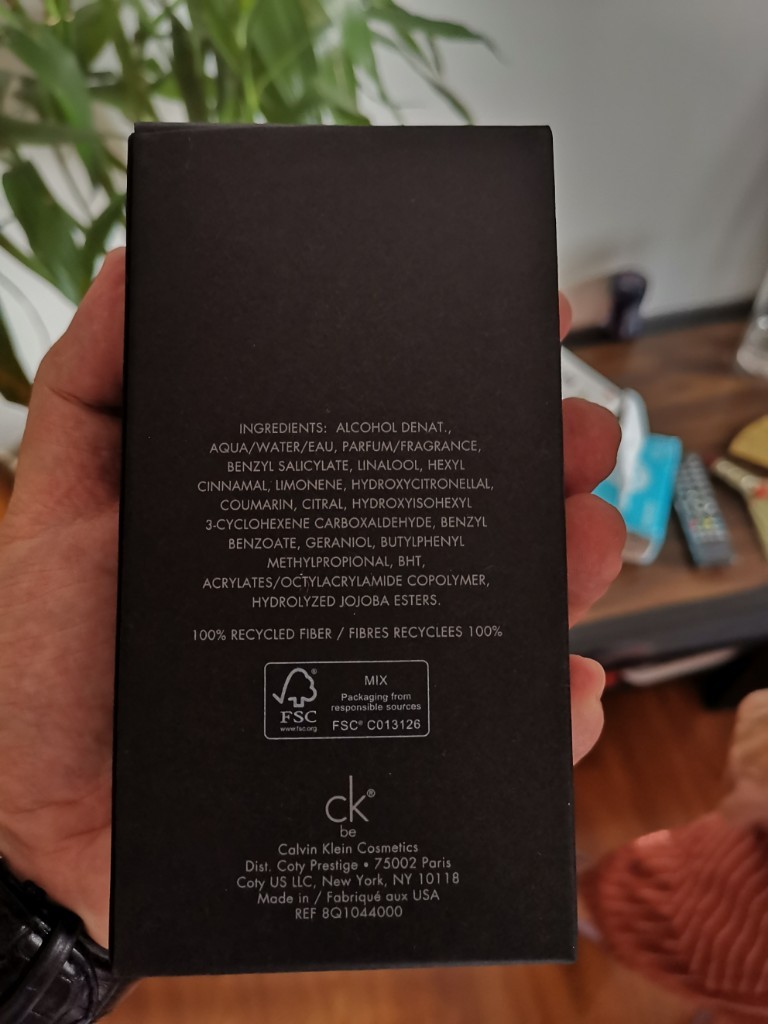 INGREDIENTS: ALCOHOL DENAT.,
AQUA/WATER/EAU, PARFUM/FRAGRANCE,
BENZYL SALICYLATE, LINALOOL, HEXYL
CINNAMAL, LIMONENE, HYDROXYCITRONELLAL,
COUMARIN, CITRAL, HYDROXYISOHEXYL
3-CYCLOHEXENE CARBOXALDEHYDE, BENZYL
BENZOATE, GERANIOL, BUTYLPHENYL
METHYLPROPIONAL, BHT,
ACRYLATES/OCTYLACRYLAMIDE COPOLYMER,
HYDROLYZED JOJOBA ESTERS.
100% RECYCLED FIBER / FIBRES RECYCLEES 100%
FSC
www.fsc.org
MIX
Packaging from
responsible sources
FSC® C013126
ck®
be
Calvin Klein Cosmetics
Dist. Coty Prestige • 75002 Paris
Coty US LLC, New York, NY 10118
Made in / Fabriqué aux USA
REF 8Q1044000